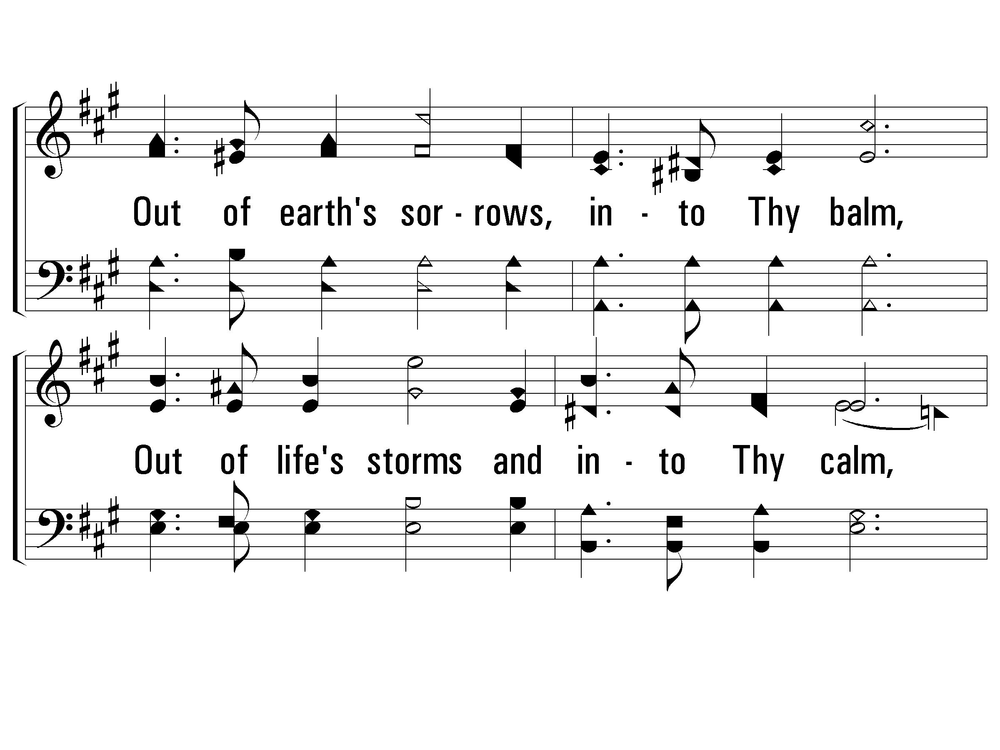 Out of earth's sor - rows, in - to Thy balm,
Out of life's storms and in - to Thy calm,